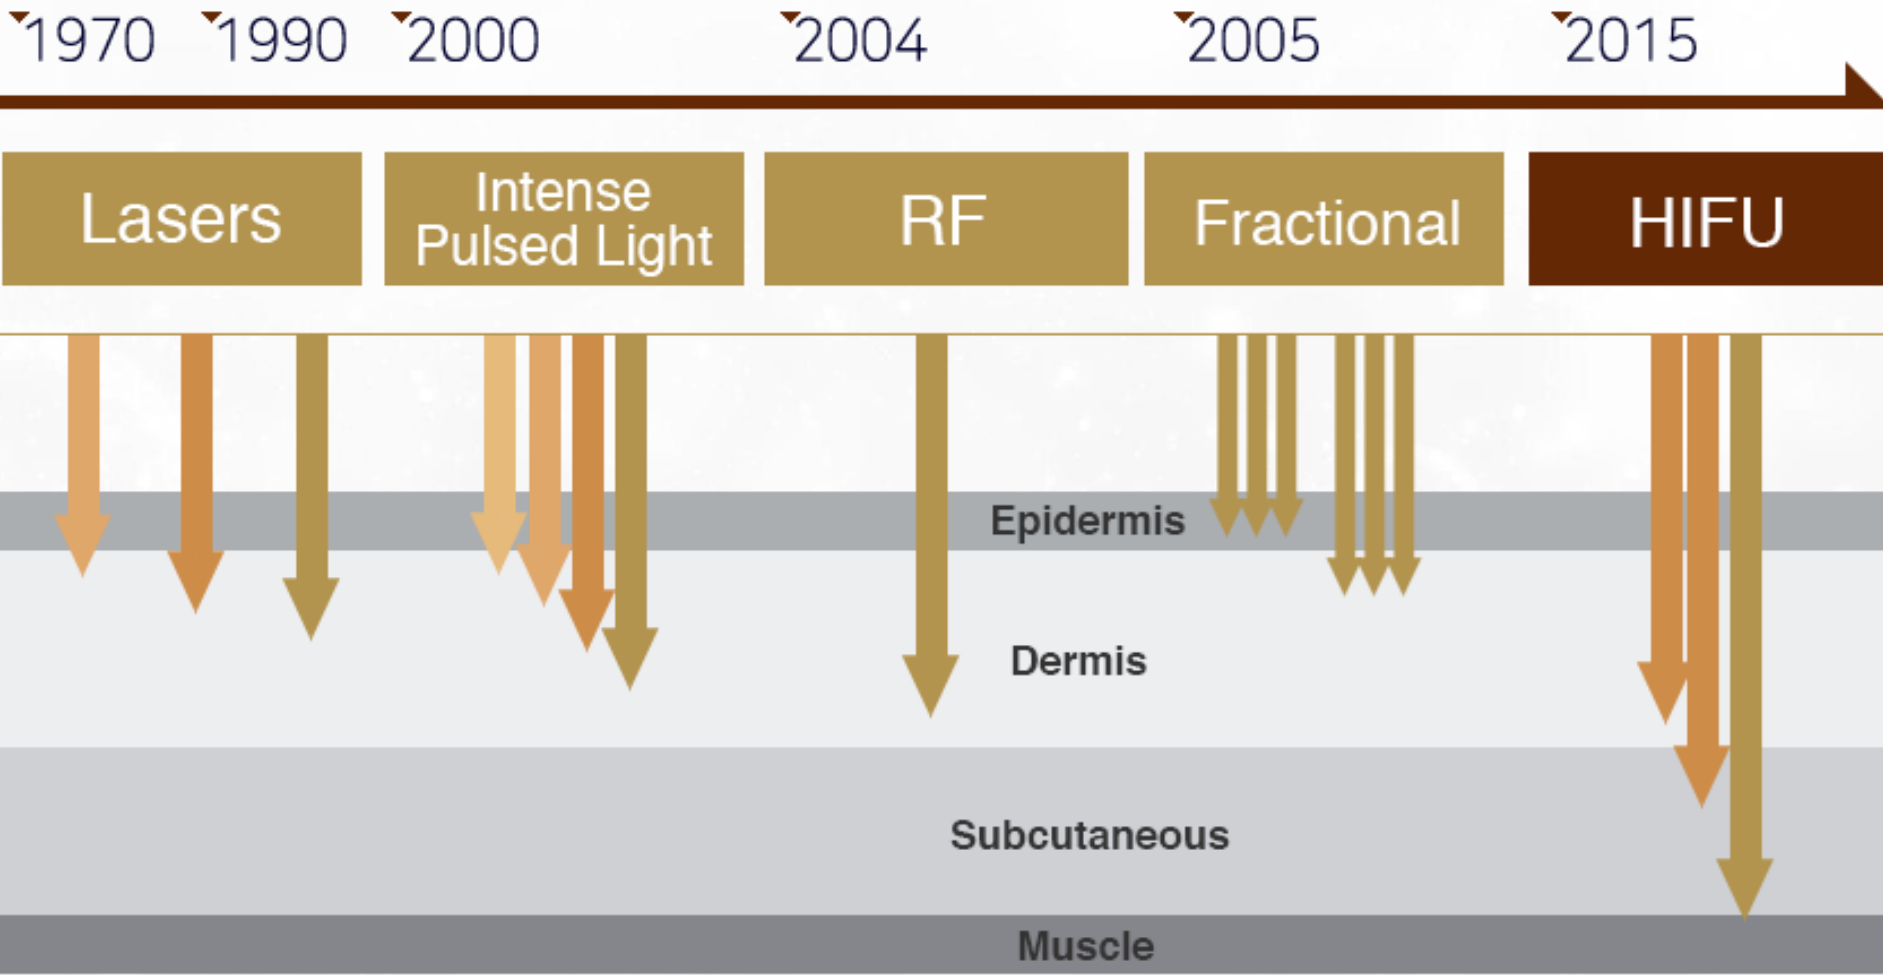 1970 1990 2000 2004 2005 2015
Lasers
Intense
Pulsed Light
RF
Fractional
HIFU
Epidermis
Dermis
Subcutaneous
Muscle